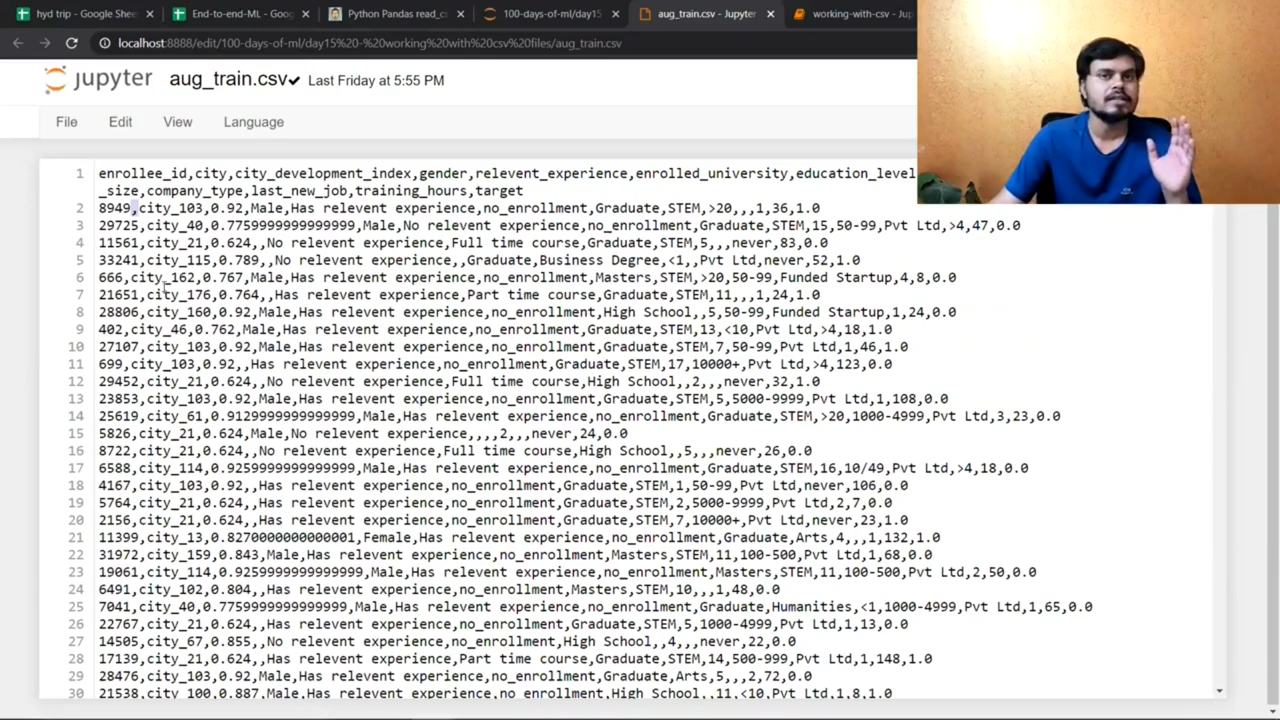 hyd trip - Google Shee
End-to-end-ML - Goog
Python Pandas read_c
100-days-of-ml/day15
aug_train.csv - Jupyter
working-with-csv - Jup
localhost:8888/edit/100-days-of-ml/day15%20-%20working%20with%20csv%20files/aug_train.csv
jupyter aug_train.csv Last Friday at 5:55 PM
File Edit View Language
1 enrollee_id,city,city_development_index,gender,relevent_experience,enrolled_university,education_level
_size,company_type,last_new_job,training_hours,target
2 8949,city_103,0.92,Male,Has relevent experience,no_enrollment,Graduate,STEM,>20,,,1,36,1.0
3 29725,city_40,0.7759999999999999,Male,No relevent experience,no_enrollment,Graduate,STEM,15,50-99,Pvt Ltd,>4,47,0.0
4 11561,city_21,0.624,,No relevent experience,Full time course,Graduate,STEM,5,,,never,83,0.0
5 33241,city_115,0.789,,No relevent experience,,Graduate,Business Degree,<1,,Pvt Ltd,never,52,1.0
6 666,city_162,0.767,Male,Has relevent experience,no_enrollment,Masters,STEM,>20,50-99,Funded Startup,4,8,0.0
7 21651,city_176,0.764,,Has relevent experience,Part time course,Graduate,STEM,11,,,1,24,1.0
8 28806,city_160,0.92,Male,Has relevent experience,no_enrollment,High School,,5,50-99,Funded Startup,1,24,0.0
9 402,city_46,0.762,Male,Has relevent experience,no_enrollment,Graduate,STEM,13,<10,Pvt Ltd,>4,18,1.0
10 27107,city_103,0.92,Male,Has relevent experience,no_enrollment,Graduate,STEM,7,50-99,Pvt Ltd,1,46,1.0
11 699,city_103,0.92,,Has relevent experience,no_enrollment,Graduate,STEM,17,10000+,Pvt Ltd,>4,123,0.0
12 29452,city_21,0.624,,No relevent experience,Full time course,High School,,2,,,never,32,1.0
13 23853,city_103,0.92,Male,Has relevent experience,no_enrollment,Graduate,STEM,5,5000-9999,Pvt Ltd,1,108,0.0
14 25619,city_61,0.9129999999999999,Male,Has relevent experience,no_enrollment,Graduate,STEM,>20,1000-4999,Pvt Ltd,3,23,0.0
15 5826,city_21,0.624,Male,No relevent experience,,,,2,,,never,24,0.0
16 8722,city_21,0.624,,No relevent experience,Full time course,High School,,5,,,never,26,0.0
17 6588,city_114,0.9259999999999999,Male,Has relevent experience,no_enrollment,Graduate,STEM,16,10/49,Pvt Ltd,>4,18,0.0
18 4167,city_103,0.92,,Has relevent experience,no_enrollment,Graduate,STEM,1,50-99,Pvt Ltd,never,106,0.0
19 5764,city_21,0.624,,Has relevent experience,no_enrollment,Graduate,STEM,2,5000-9999,Pvt Ltd,2,7,0.0
20 2156,city_21,0.624,,Has relevent experience,no_enrollment,Graduate,STEM,7,10000+,Pvt Ltd,never,23,1.0
21 11399,city_13,0.8270000000000001,Female,Has relevent experience,no_enrollment,Graduate,Arts,4,,,1,132,1.0
22 31972,city_159,0.843,Male,Has relevent experience,no_enrollment,Masters,STEM,11,100-500,Pvt Ltd,1,68,0.0
23 19061,city_114,0.9259999999999999,Male,Has relevent experience,no_enrollment,Masters,STEM,11,100-500,Pvt Ltd,2,50,0.0
24 6491,city_102,0.804,,Has relevent experience,no_enrollment,Masters,STEM,10,,,1,48,0.0
25 7041,city_40,0.7759999999999999,Male,Has relevent experience,no_enrollment,Graduate,Humanities,<1,1000-4999,Pvt Ltd,1,65,0.0
26 22767,city_21,0.624,,Has relevent experience,no_enrollment,Graduate,STEM,5,1000-4999,Pvt Ltd,1,13,0.0
27 14505,city_67,0.855,,No relevent experience,no_enrollment,High School,,4,,,never,22,0.0
28 17139,city_21,0.624,,Has relevent experience,Part time course,Graduate,STEM,14,500-999,Pvt Ltd,1,148,1.0
29 28476,city_103,0.92,Male,Has relevent experience,no_enrollment,Graduate,Arts,5,,,2,72,0.0
30 21538,city_100,0.887,Male,Has relevent experience,no_enrollment,High School,,11,<10,Pvt Ltd,1,8,1.0